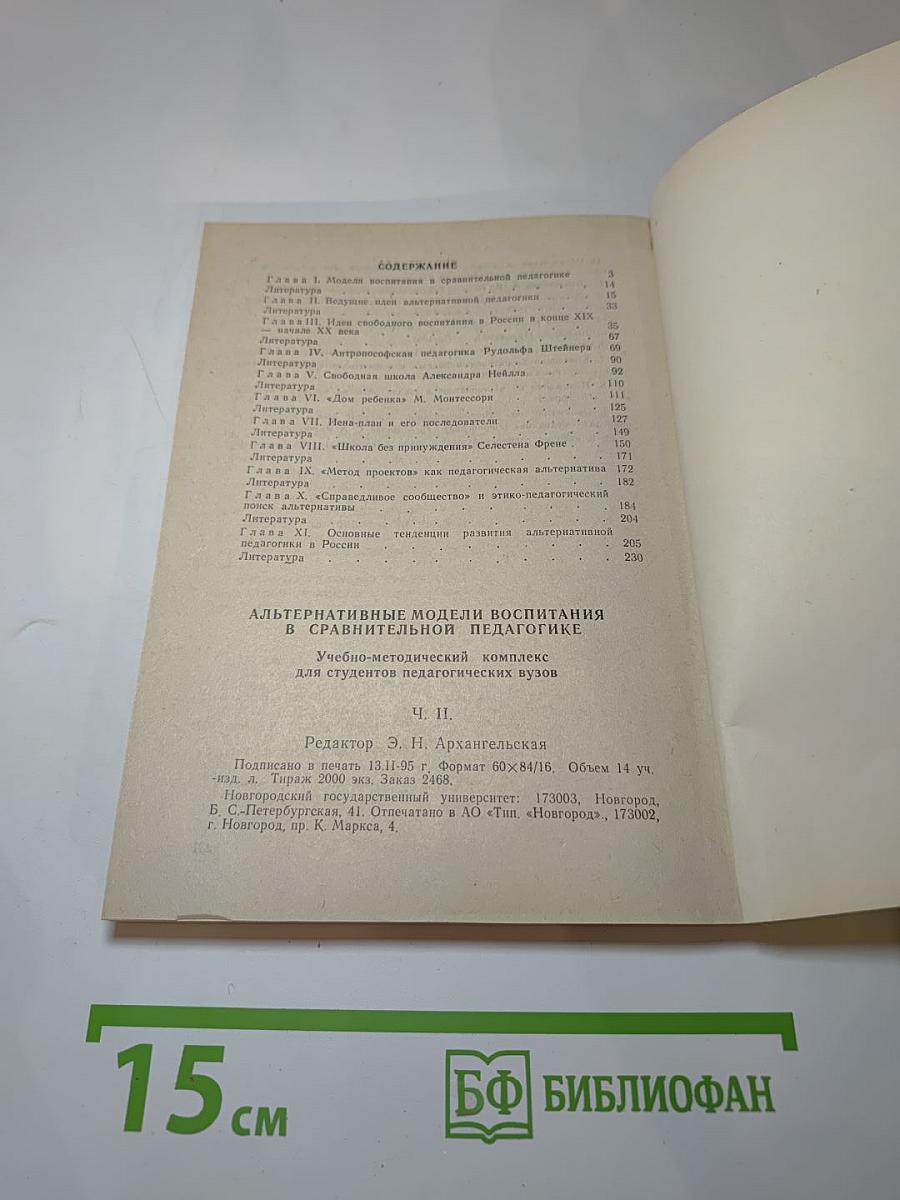 СОДЕРЖАНИЕ
Глава I. Модели воспитания в сравнительной педагогике 3
Литература . . . . . . . . . . 14
Глава II. Ведущие идеи альтернативной педагогики . . . 15
Литература . . . . . . . . . . 33
Глава III. Идеи свободного воспитания в России в конце XIX
— начале XX века . . . . . . . . 35
Литература . . . . . . . . . . 67
Глава IV. Антропософская педагогика Рудольфа Штейнера 69
Литература . . . . . . . . . . 90
Глава V. Свободная школа Александра Нейлла . . . 92
Литература . . . . . . . . . . 110
Глава VI. «Дом ребенка» М. Монтессори . . . . 111
Литература . . . . . . . . . . 125
Глава VII. Иена-план и его последователи . . . . 127
Литература . . . . . . . . . . 149
Глава VIII. «Школа без принуждения» Селестена Френе . . 150
Литература . . . . . . . . . . 171
Глава IX. «Метод проектов» как педагогическая альтернатива 172
Литература . . . . . . . . . . 182
Глава X. «Справедливое сообщество» и этико-педагогический
поиск альтернативы . . . . . . . . . 184
Литература . . . . . . . . . . . 204
Глава XI. Основные тенденции развития альтернативной
педагогики в России . . . . . . . . . 205
Литература . . . . . . . . . . . 230
АЛЬТЕРНАТИВНЫЕ МОДЕЛИ ВОСПИТАНИЯ
В СРАВНИТЕЛЬНОЙ ПЕДАГОГИКЕ
Учебно-методический комплекс
для студентов педагогических вузов
Ч. II.
Редактор Э. Н. Архангельская
Подписано в печать 13.II-95 г. Формат 60×84/16. Объем 14 уч.
-изд. л. Тираж 2000 экз. Заказ 2468.
Новгородский государственный университет: 173003, Новгород,
Б. С.-Петербургская, 41. Отпечатано в АО «Тип. «Новгород»., 173002,
г. Новгород, пр. К. Маркса, 4.
15 см
БФ БИБЛИОФАН